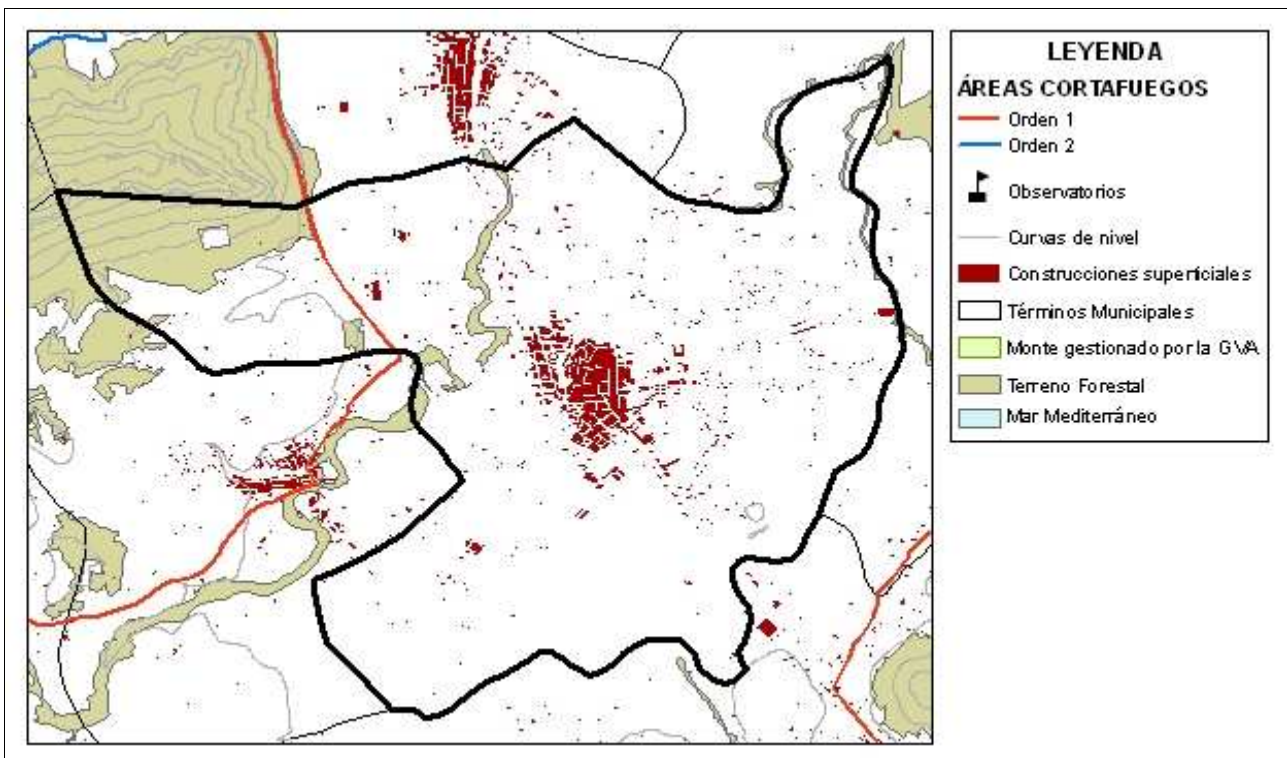 LEYENDA
ÁREAS CORTAFUEGOS
Orden 1
Orden 2
Observatorios
Curvas de nivel
Construcciones superficiales
Términos Municipales
Monte gestionado por la GVA
Terreno Forestal
Mar Mediterráneo